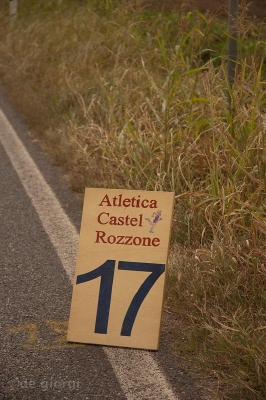 Atletica
Castel
Rozzone
17
de giorgi